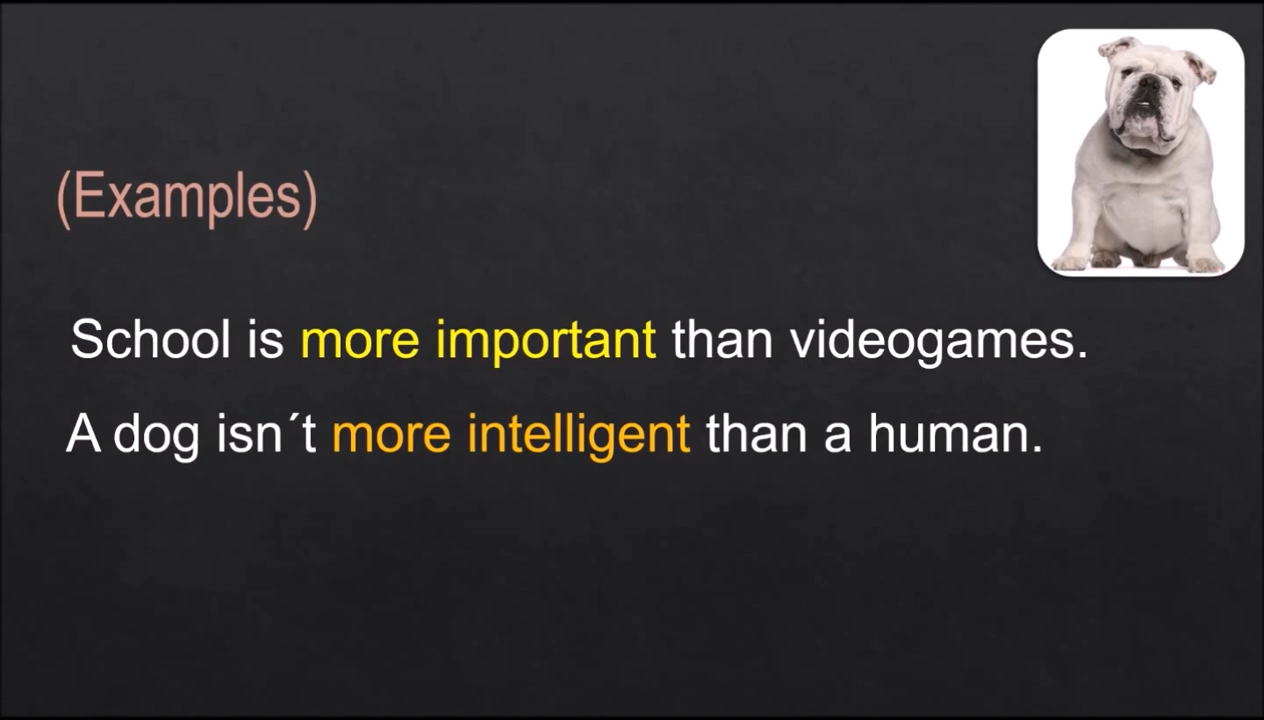 (Examples)
School is more important than videogames.
A dog isn´t more intelligent than a human.